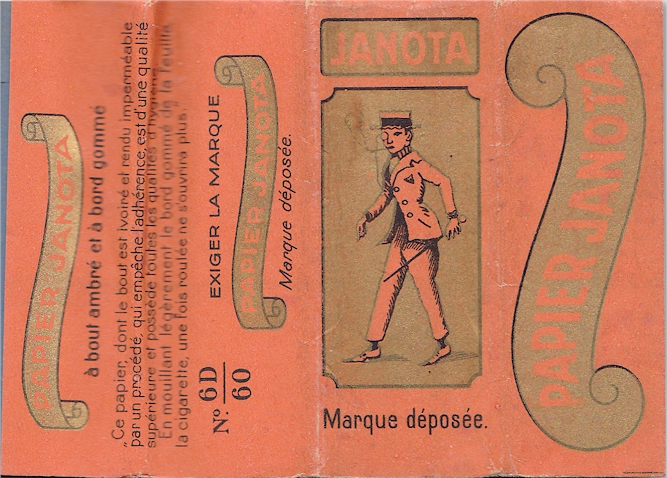 PAPIER JANOTA
à bout ambré et à bord gommé
„Ce papier, dont le bout est ivoiré et rendu imperméable
par un procédé, qui empêche l'adhérence, est d'une qualité
supérieure et possède toutes les qualités d'hygiène.
En mouillant légèrement le bord gommé de la feuille,
la cigarette, une fois roulée ne s'ouvrira plus.
No. 6D
60
EXIGER LA MARQUE
PAPIER JANOTA
Marque déposée.
JANOTA
Marque déposée.
PAPIER JANOTA